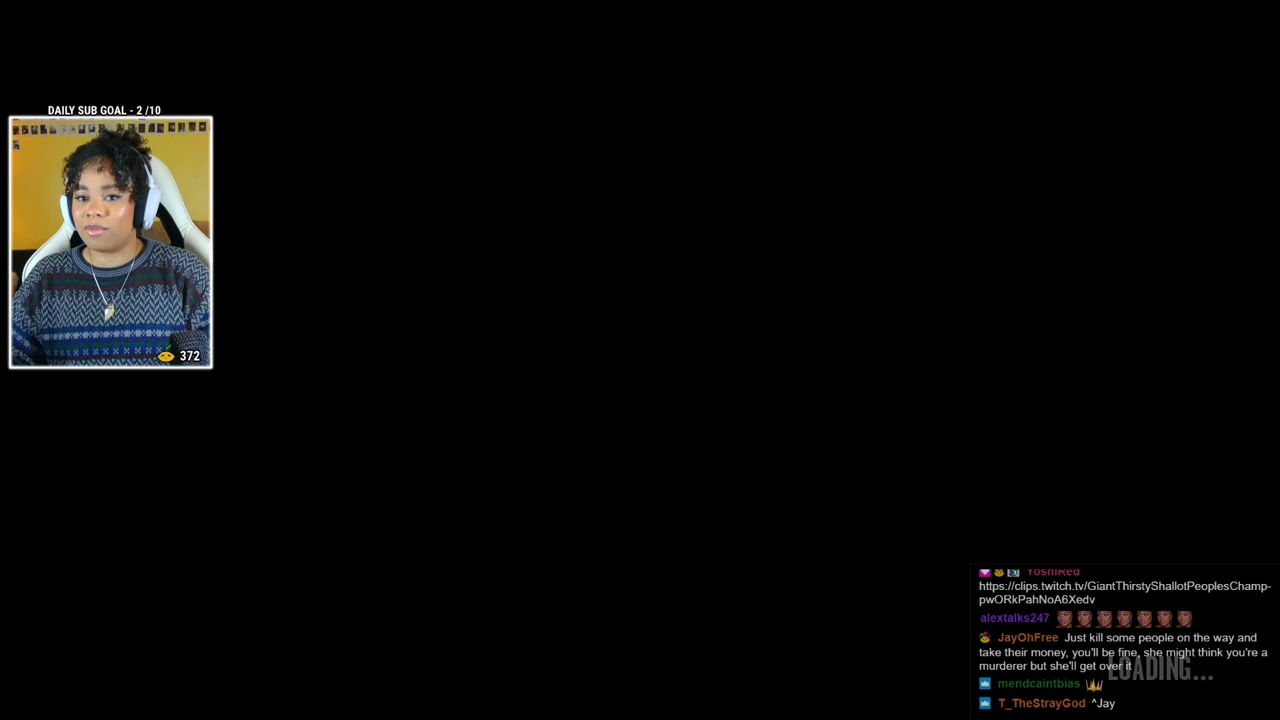 DAILY SUB GOAL - 2 /10
372
YoshiRed
https://clips.twitch.tv/GiantThirstyShallotPeoplesChamp-
pwORkPahNoA6Xedv
alextalks247
JayOhFree Just kill some people on the way and
take their money, you'll be fine, she might think you're a
murderer but she'll get over it
LOADING...
mendcaintbias
T_TheStrayGod ^Jay